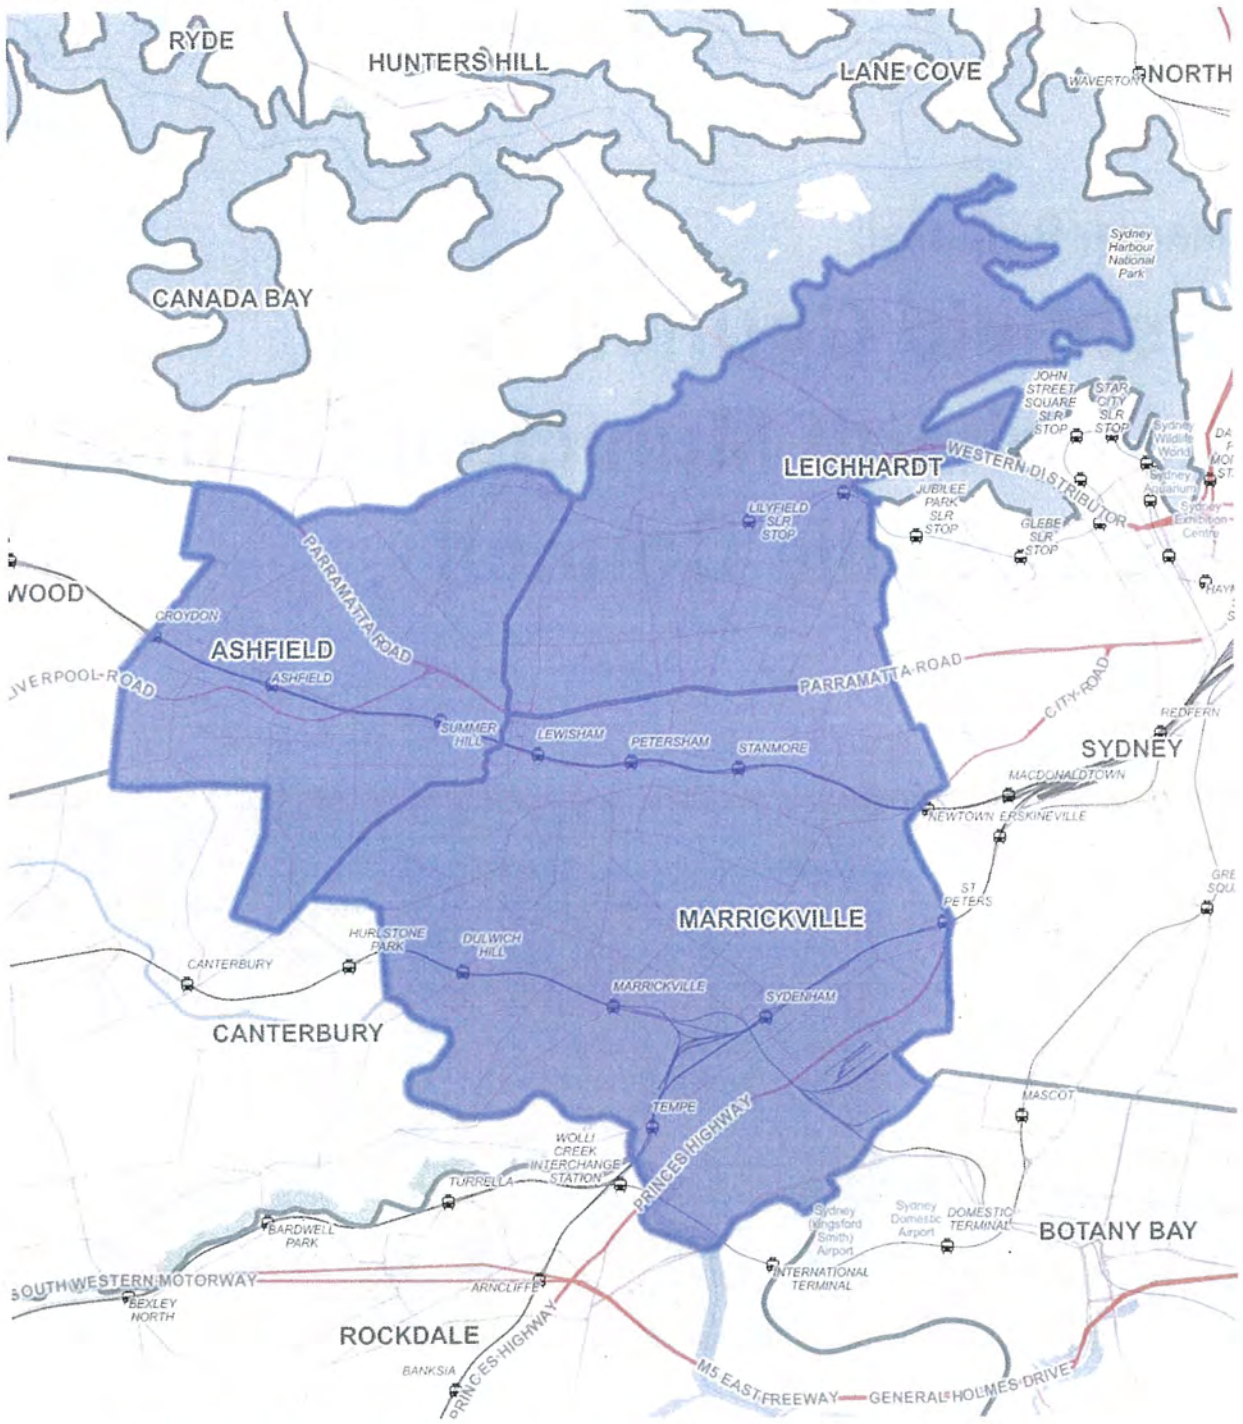 RYDE
HUNTERS HILL
LANE COVE
WAVERTON
NORTH
Sydney
Harbour
National
Park
CANADA BAY
JOHN
STREET
SQUARE
SLR
STOP
STAR
CITY
SLR
STOP
Sydney
Wildlife
World
Sydney
Aquarium
Sydney
Exhibition
Centre
DA
WESTERN DISTRIBUTOR
LEICHHARDT
JUBILEE
PARK
SLR
STOP
LILYFIELD
SLR
STOP
GLEBE
SLR
STOP
HAYM
WOOD
CROYDON
PARRAMATTA ROAD
ASHFIELD
ASHFIELD
LIVERPOOL ROAD
PARRAMATTA ROAD
CITY ROAD
SUMMER
HILL
LEWISHAM
PETERSHAM
STANMORE
REDFERN
SYDNEY
MACDONALDTOWN
NEWTOWN
ERSKINEVILLE
GRE
SQU
ST
PETERS
MARRICKVILLE
HURLSTONE
PARK
DULWICH
HILL
CANTERBURY
MARRICKVILLE
SYDENHAM
CANTERBURY
MASCOT
TEMPE
PRINCES HIGHWAY
WOLLI
CREEK
INTERCHANGE
STATION
TURRELLA
BARDWELL
PARK
Sydney
(Kingsford
Smith)
Airport
Sydney
Domestic
Airport
DOMESTIC
TERMINAL
BOTANY BAY
INTERNATIONAL
TERMINAL
SOUTH WESTERN MOTORWAY
BEXLEY
NORTH
ARNCLIFFE
ROCKDALE
PRINCES HIGHWAY
BANKSIA
M5 EAST FREEWAY
GENERAL HOLMES DRIVE